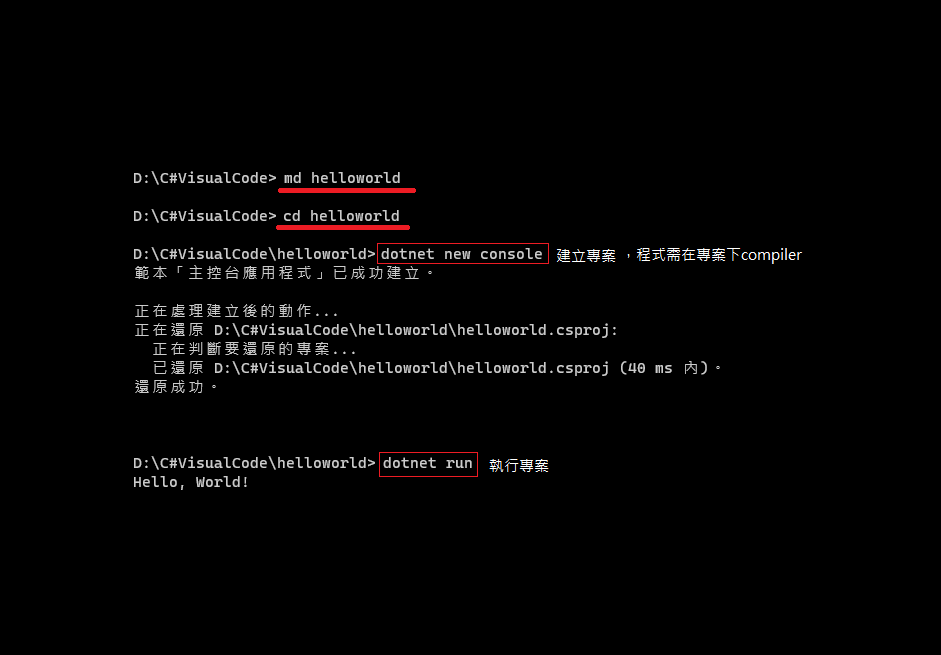 D:\C#VisualCode> md helloworld
D:\C#VisualCode> cd helloworld
D:\C#VisualCode\helloworld> dotnet new console 建立專案 ，程式需在專案下compiler
範本「主控台應用程式」已成功建立。
正在處理建立後的動作...
正在還原 D:\C#VisualCode\helloworld\helloworld.csproj:
正在判斷要還原的專案...
已還原 D:\C#VisualCode\helloworld\helloworld.csproj (40 ms 內)。
還原成功。
D:\C#VisualCode\helloworld> dotnet run 執行專案
Hello, World!